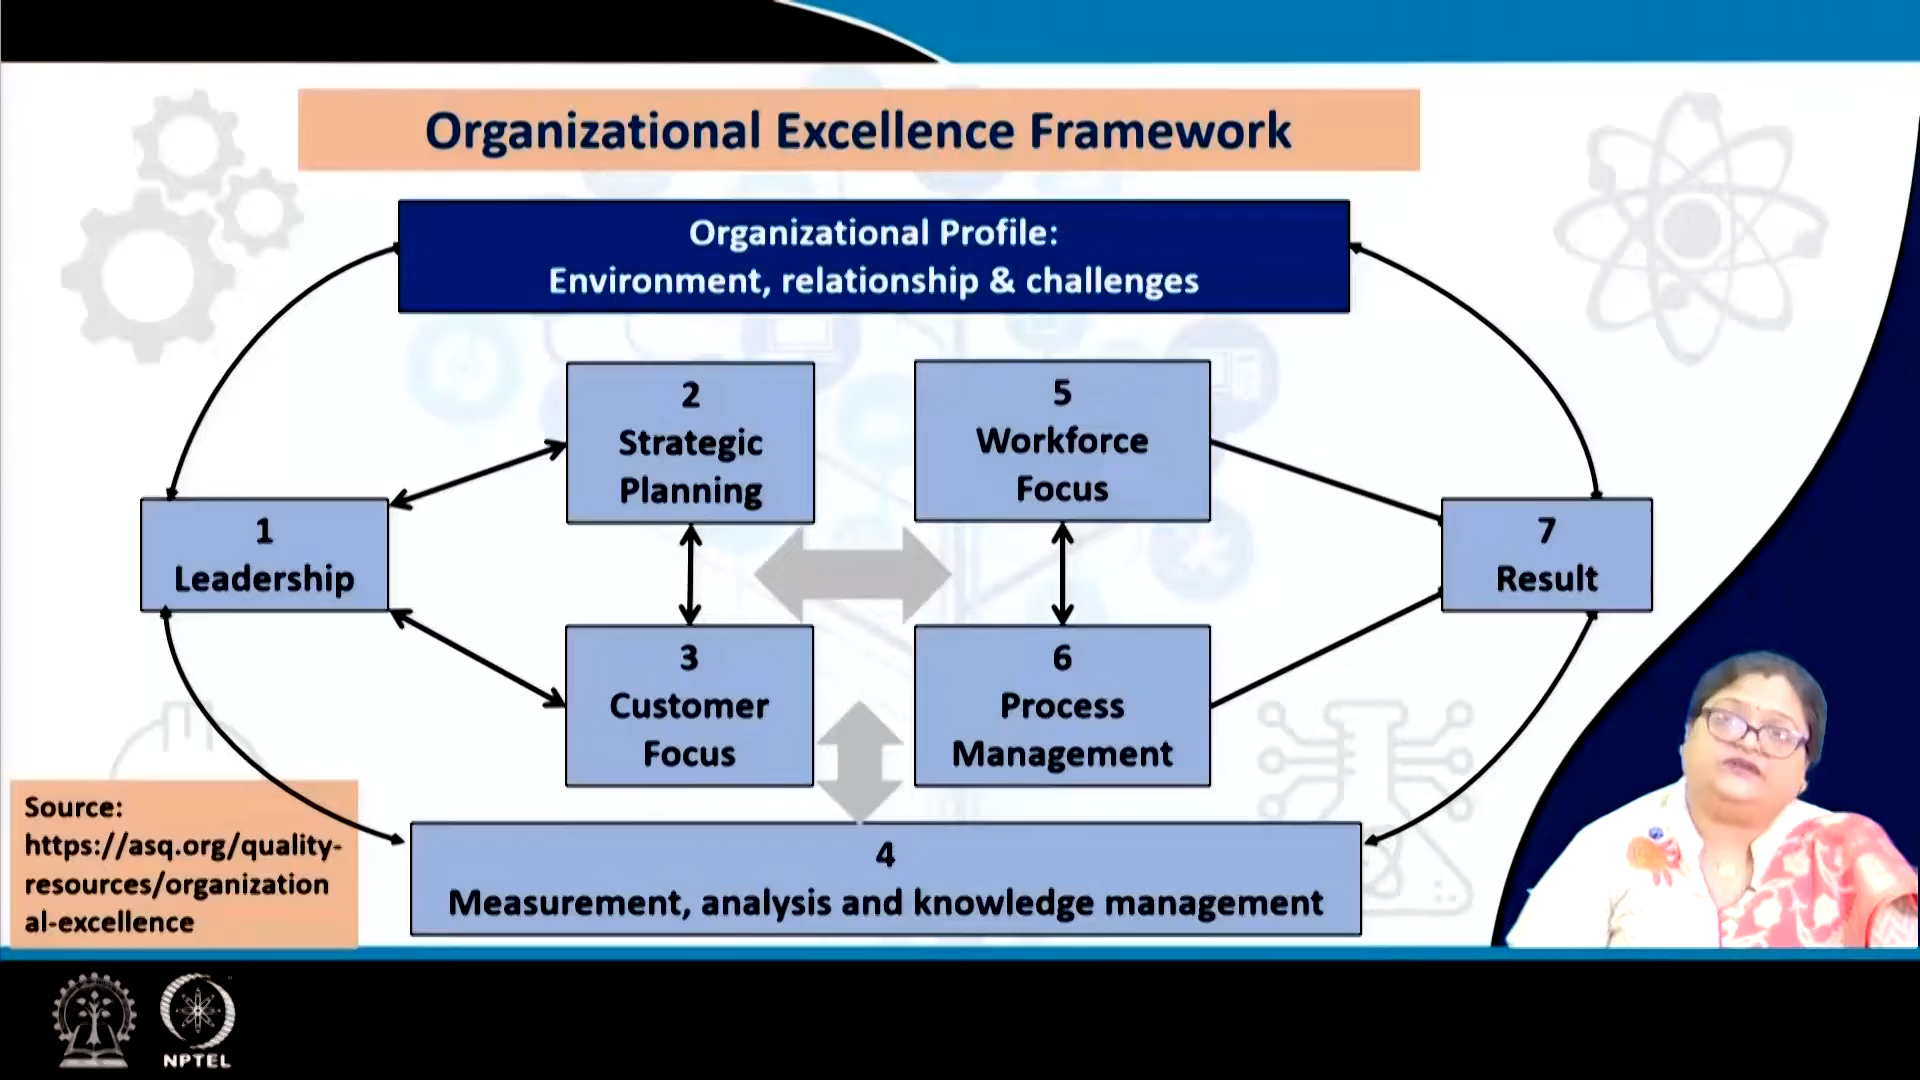 Organizational Excellence Framework
Organizational Profile:
Environment, relationship & challenges
2
Strategic
Planning
5
Workforce
Focus
1
Leadership
7
Result
3
Customer
Focus
6
Process
Management
4
Measurement, analysis and knowledge management
Source:
https://asq.org/quality-
resources/organization
al-excellence
NPTEL